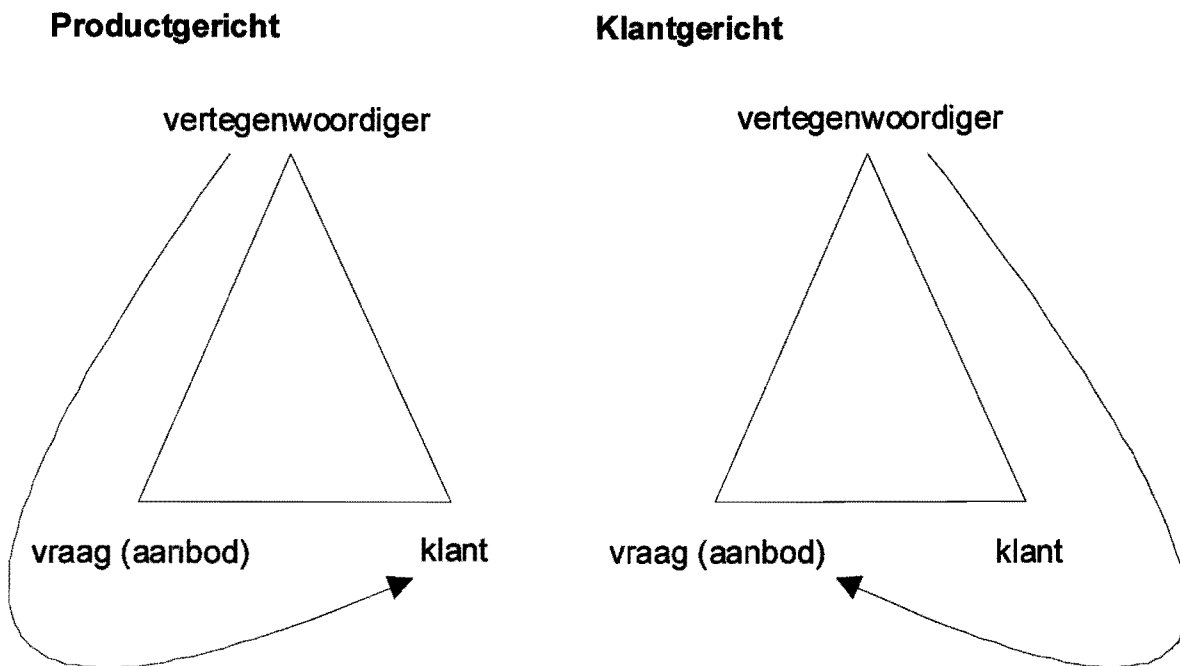 Productgericht
vertegenwoordiger
vraag (aanbod)
klant
Klantgericht
vertegenwoordiger
vraag (aanbod)
klant